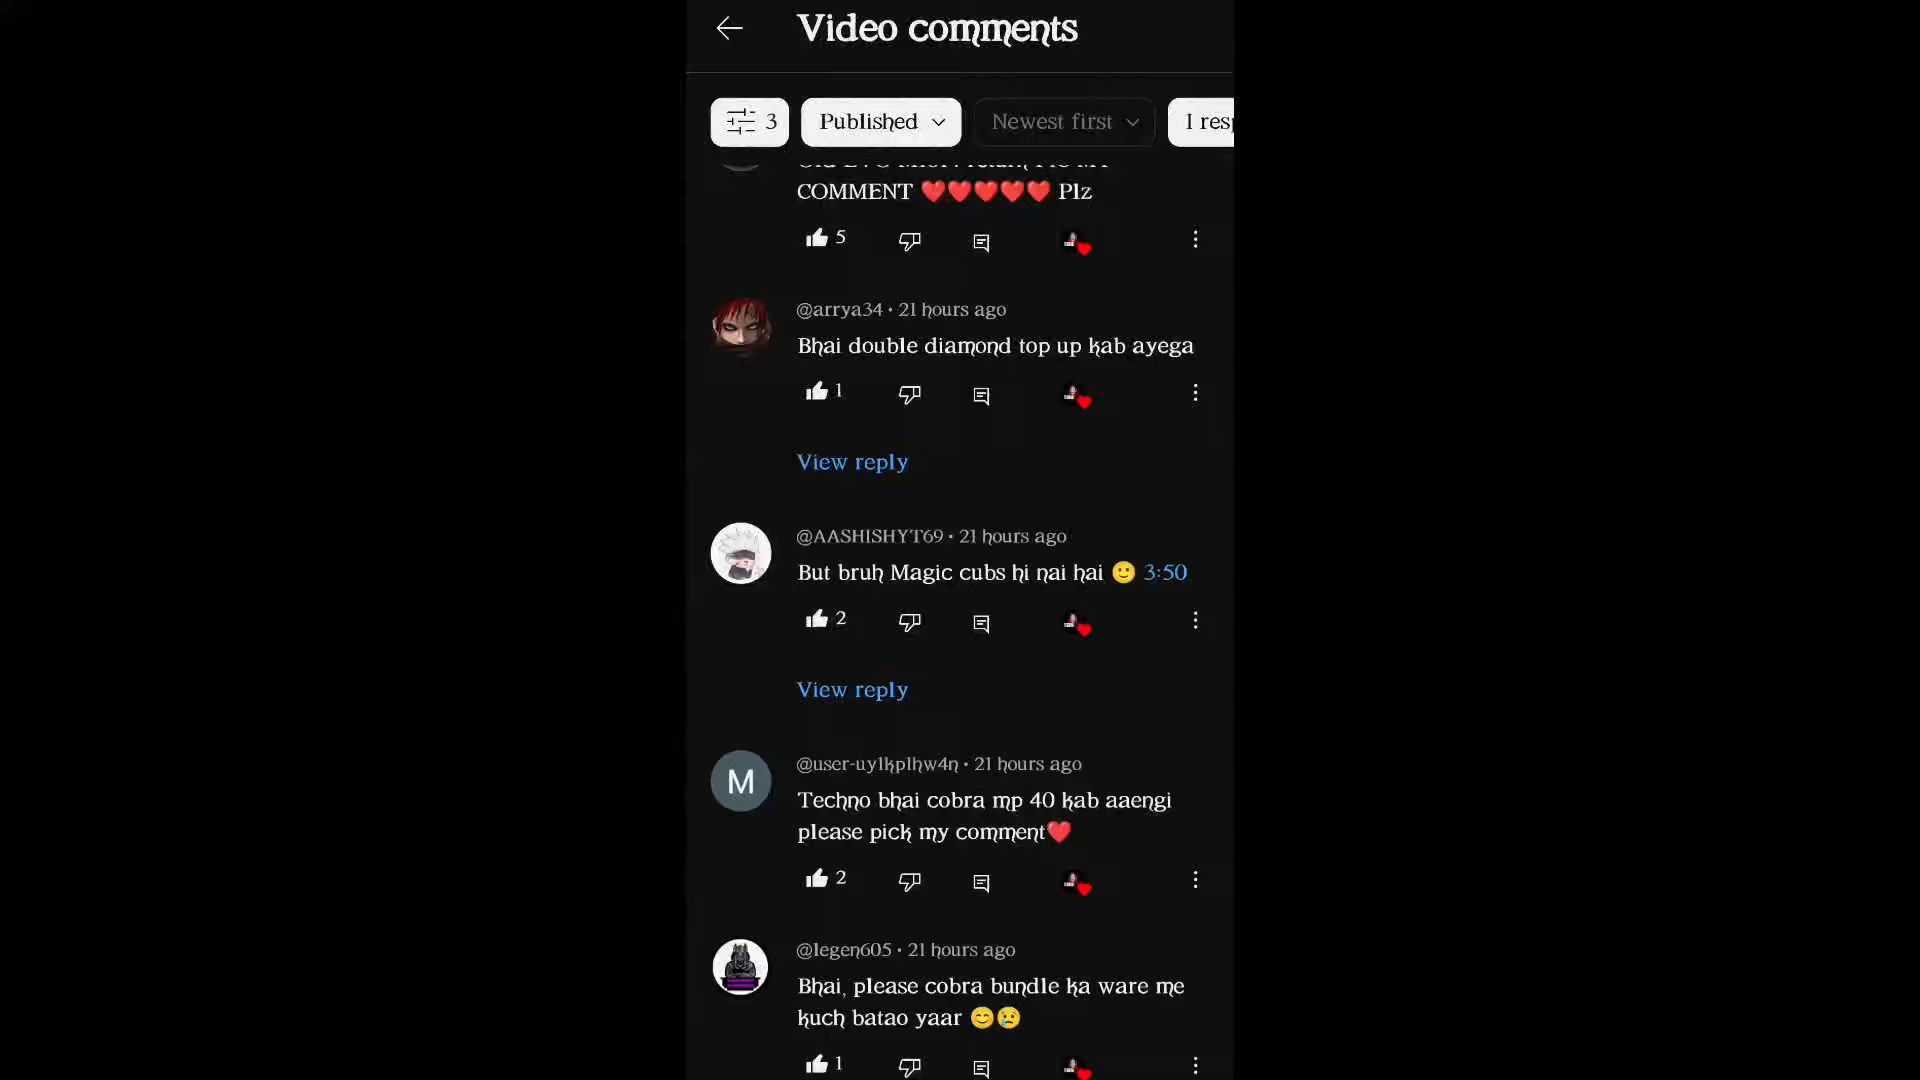 Video comments
3
Published
Newest first
I resp
COMMENT ❤️❤️❤️❤️❤️ Plz
5
@arrya34 • 21 hours ago
Bhai double diamond top up kab ayega
1
View reply
@AASHISHYT69 • 21 hours ago
But bruh Magic cubs hi nai hai 🙂 3:50
2
View reply
M
@user-uylkplhw4n • 21 hours ago
Techno bhai cobra mp 40 kab aaengi
please pick my comment❤️
2
@legen605 • 21 hours ago
Bhai, please cobra bundle ka ware me
kuch batao yaar 😊😢
1